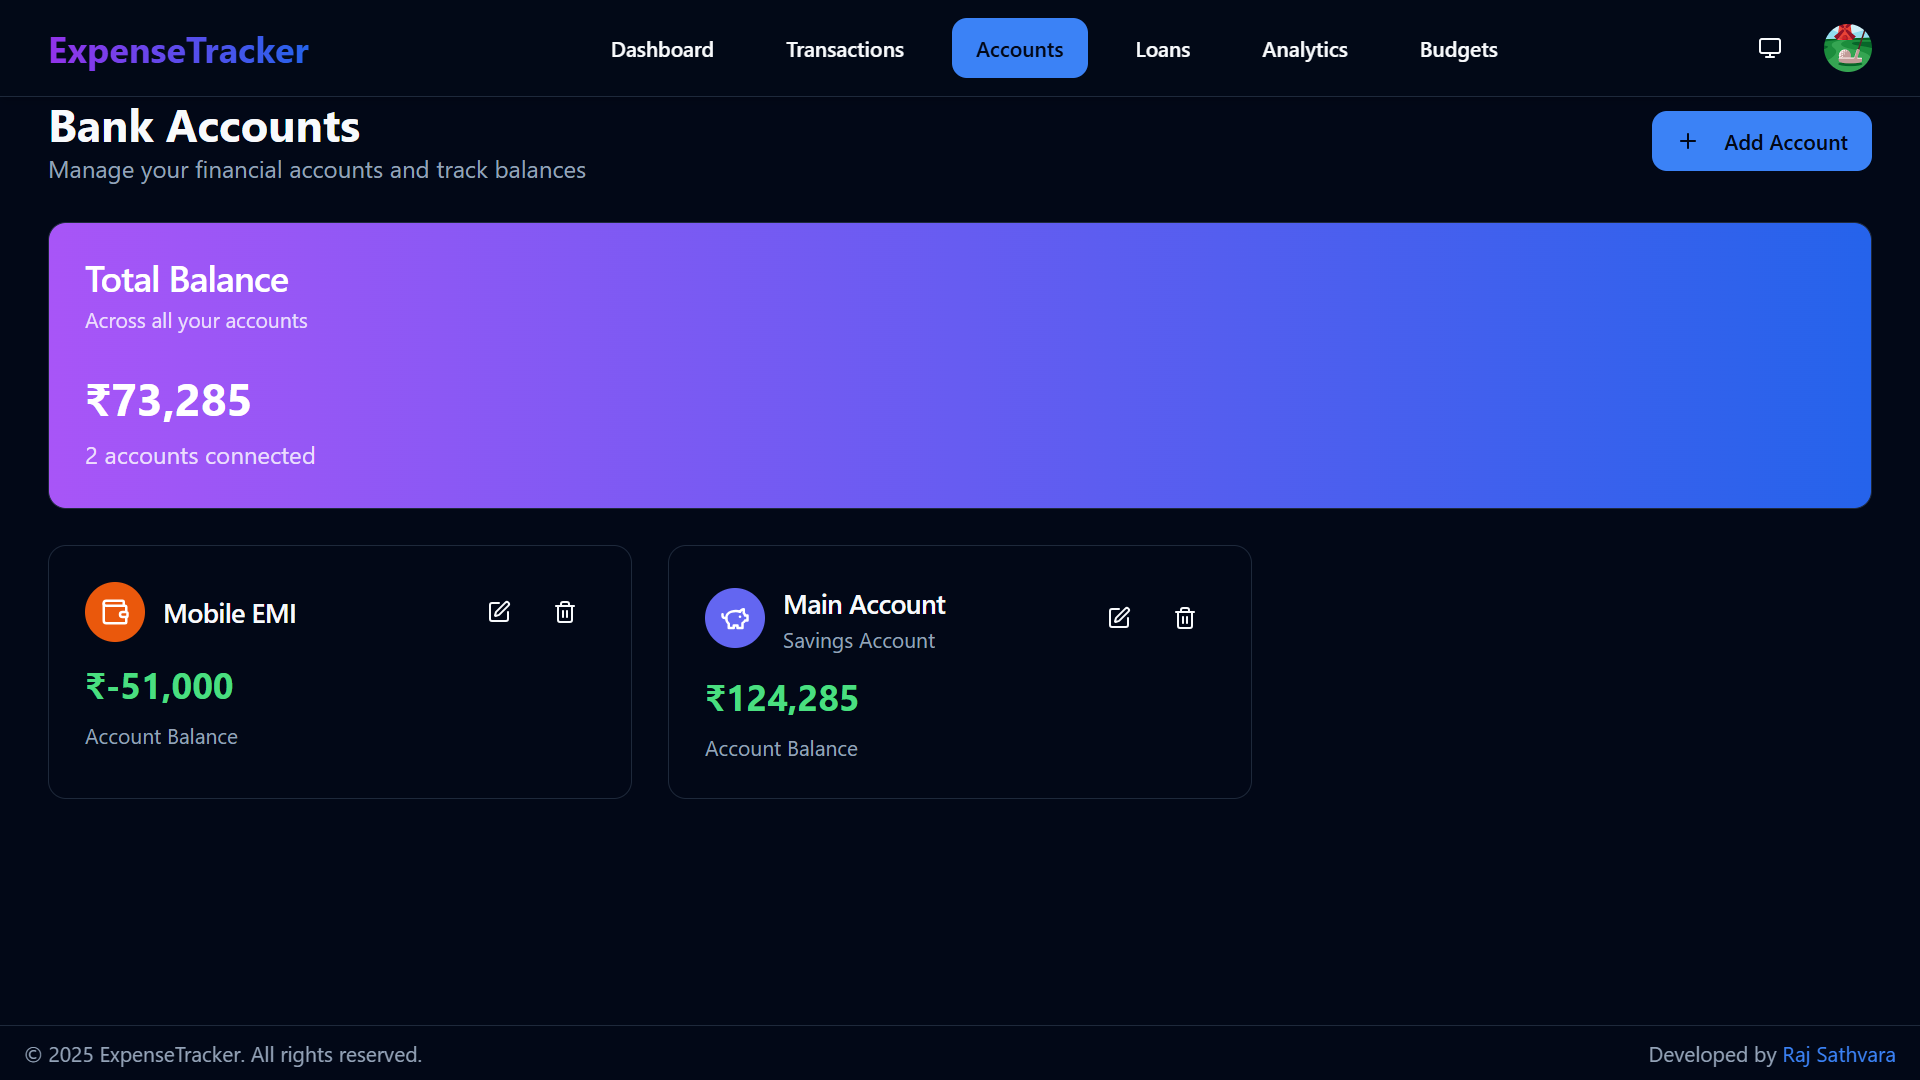 ExpenseTracker
Dashboard
Transactions
Accounts
Loans
Analytics
Budgets
Bank Accounts
Manage your financial accounts and track balances
Add Account
Total Balance
Across all your accounts
₹73,285
2 accounts connected
Mobile EMI
₹-51,000
Account Balance
Main Account
Savings Account
₹124,285
Account Balance
© 2025 ExpenseTracker. All rights reserved.
Developed by Raj Sathvara